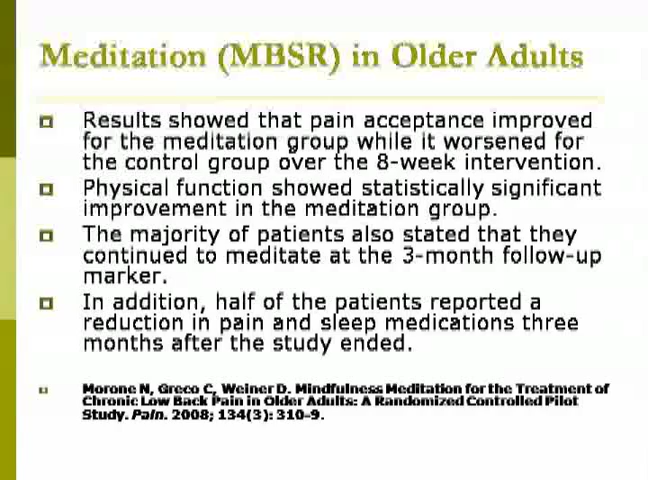 Meditation (MBSR) in Older Adults
Results showed that pain acceptance improved
for the meditation group while it worsened for
the control group over the 8-week intervention.
Physical function showed statistically significant
improvement in the meditation group.
The majority of patients also stated that they
continued to meditate at the 3-month follow-up
marker.
In addition, half of the patients reported a
reduction in pain and sleep medications three
months after the study ended.
Morone N, Greco C, Weiner D. Mindfulness Meditation for the Treatment of
Chronic Low Back Pain in Older Adults: A Randomized Controlled Pilot
Study. Pain. 2008; 134(3): 310-9.